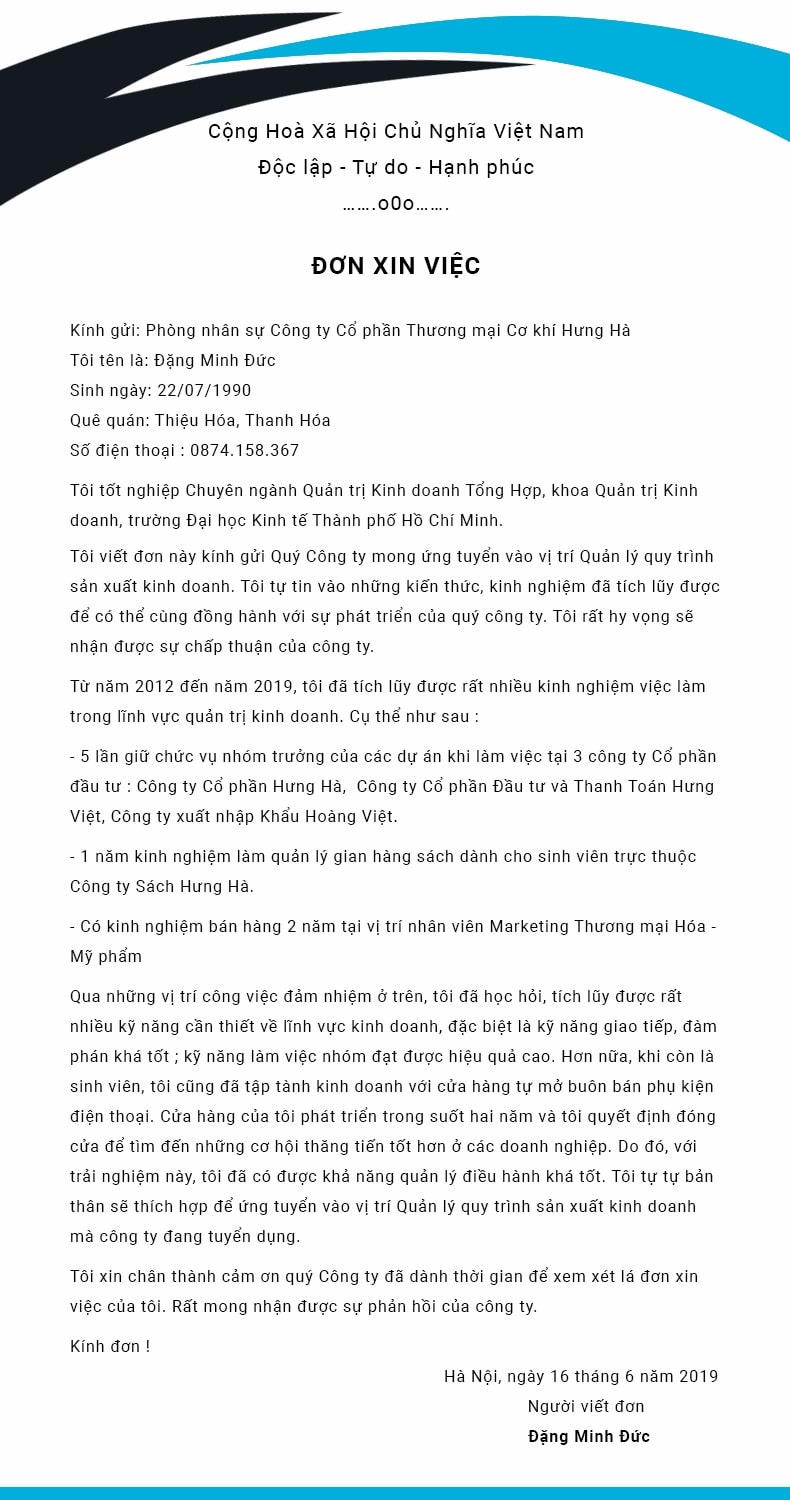 Cộng Hoà Xã Hội Chủ Nghĩa Việt Nam
Độc lập - Tự do - Hạnh phúc
…….o0o…….
ĐƠN XIN VIỆC
Kính gửi: Phòng nhân sự Công ty Cổ phần Thương mại Cơ khí Hưng Hà
Tôi tên là: Đặng Minh Đức
Sinh ngày: 22/07/1990
Quê quán: Thiệu Hóa, Thanh Hóa
Số điện thoại : 0874.158.367
Tôi tốt nghiệp Chuyên ngành Quản trị Kinh doanh Tổng Hợp, khoa Quản trị Kinh
doanh, trường Đại học Kinh tế Thành phố Hồ Chí Minh.
Tôi viết đơn này kính gửi Quý Công ty mong ứng tuyển vào vị trí Quản lý quy trình
sản xuất kinh doanh. Tôi tự tin vào những kiến thức, kinh nghiệm đã tích lũy được
để có thể cùng đồng hành với sự phát triển của quý công ty. Tôi rất hy vọng sẽ
nhận được sự chấp thuận của công ty.
Từ năm 2012 đến năm 2019, tôi đã tích lũy được rất nhiều kinh nghiệm việc làm
trong lĩnh vực quản trị kinh doanh. Cụ thể như sau :
- 5 lần giữ chức vụ nhóm trưởng của các dự án khi làm việc tại 3 công ty Cổ phần
đầu tư : Công ty Cổ phần Hưng Hà,  Công ty Cổ phần Đầu tư và Thanh Toán Hưng
Việt, Công ty xuất nhập Khẩu Hoàng Việt.
- 1 năm kinh nghiệm làm quản lý gian hàng sách dành cho sinh viên trực thuộc
Công ty Sách Hưng Hà.
- Có kinh nghiệm bán hàng 2 năm tại vị trí nhân viên Marketing Thương mại Hóa -
Mỹ phẩm
Qua những vị trí công việc đảm nhiệm ở trên, tôi đã học hỏi, tích lũy được rất
nhiều kỹ năng cần thiết về lĩnh vực kinh doanh, đặc biệt là kỹ năng giao tiếp, đàm
phán khá tốt ; kỹ năng làm việc nhóm đạt được hiệu quả cao. Hơn nữa, khi còn là
sinh viên, tôi cũng đã tập tành kinh doanh với cửa hàng tự mở buôn bán phụ kiện
điện thoại. Cửa hàng của tôi phát triển trong suốt hai năm và tôi quyết định đóng
cửa để tìm đến những cơ hội thăng tiến tốt hơn ở các doanh nghiệp. Do đó, với
trải nghiệm này, tôi đã có được khả năng quản lý điều hành khá tốt. Tôi tự tự bản
thân sẽ thích hợp để ứng tuyển vào vị trí Quản lý quy trình sản xuất kinh doanh
mà công ty đang tuyển dụng.
Tôi xin chân thành cảm ơn quý Công ty đã dành thời gian để xem xét lá đơn xin
việc của tôi. Rất mong nhận được sự phản hồi của công ty.
Kính đơn !
Hà Nội, ngày 16 tháng 6 năm 2019
Người viết đơn
Đặng Minh Đức